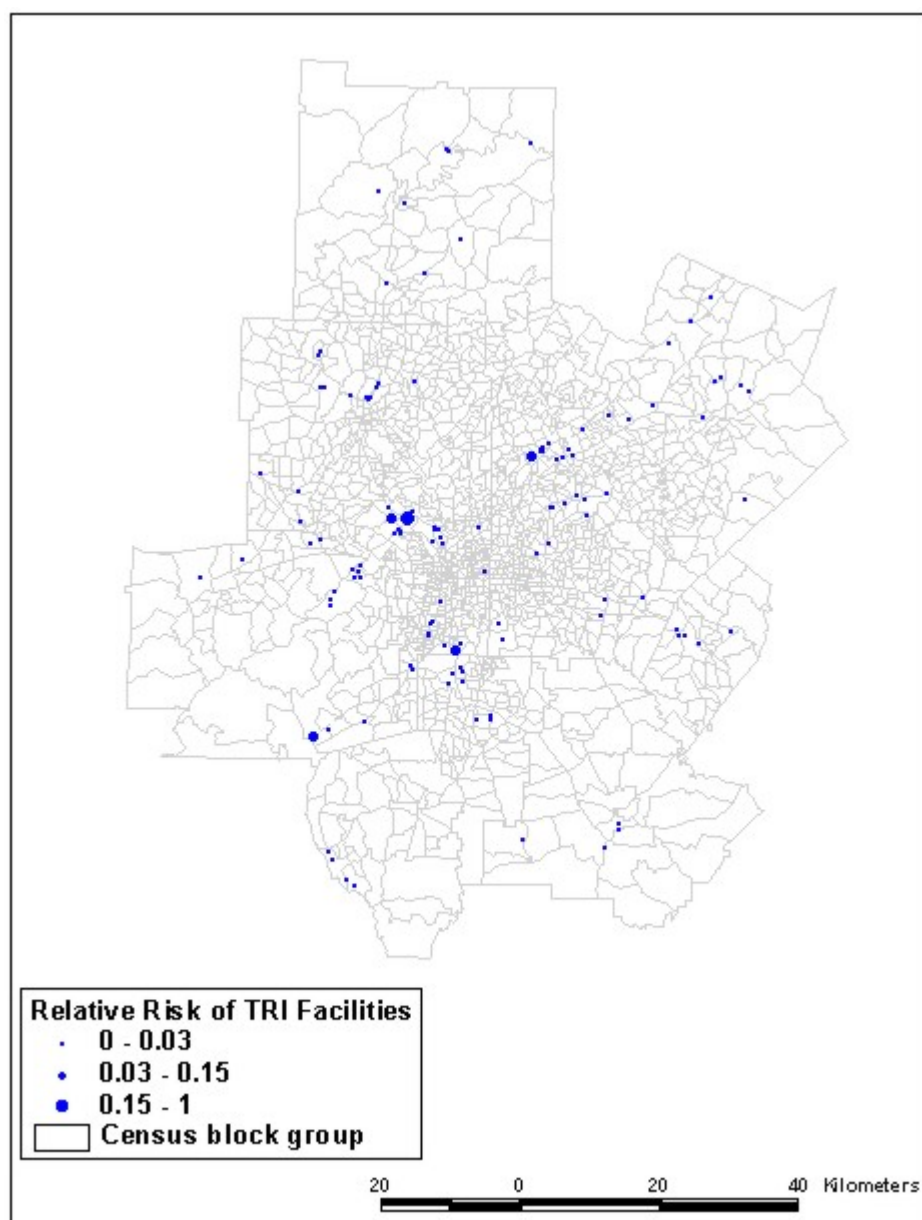 Relative Risk of TRI Facilities
0 - 0.03
0.03 - 0.15
0.15 - 1
Census block group
20 0 20 40 Kilometers